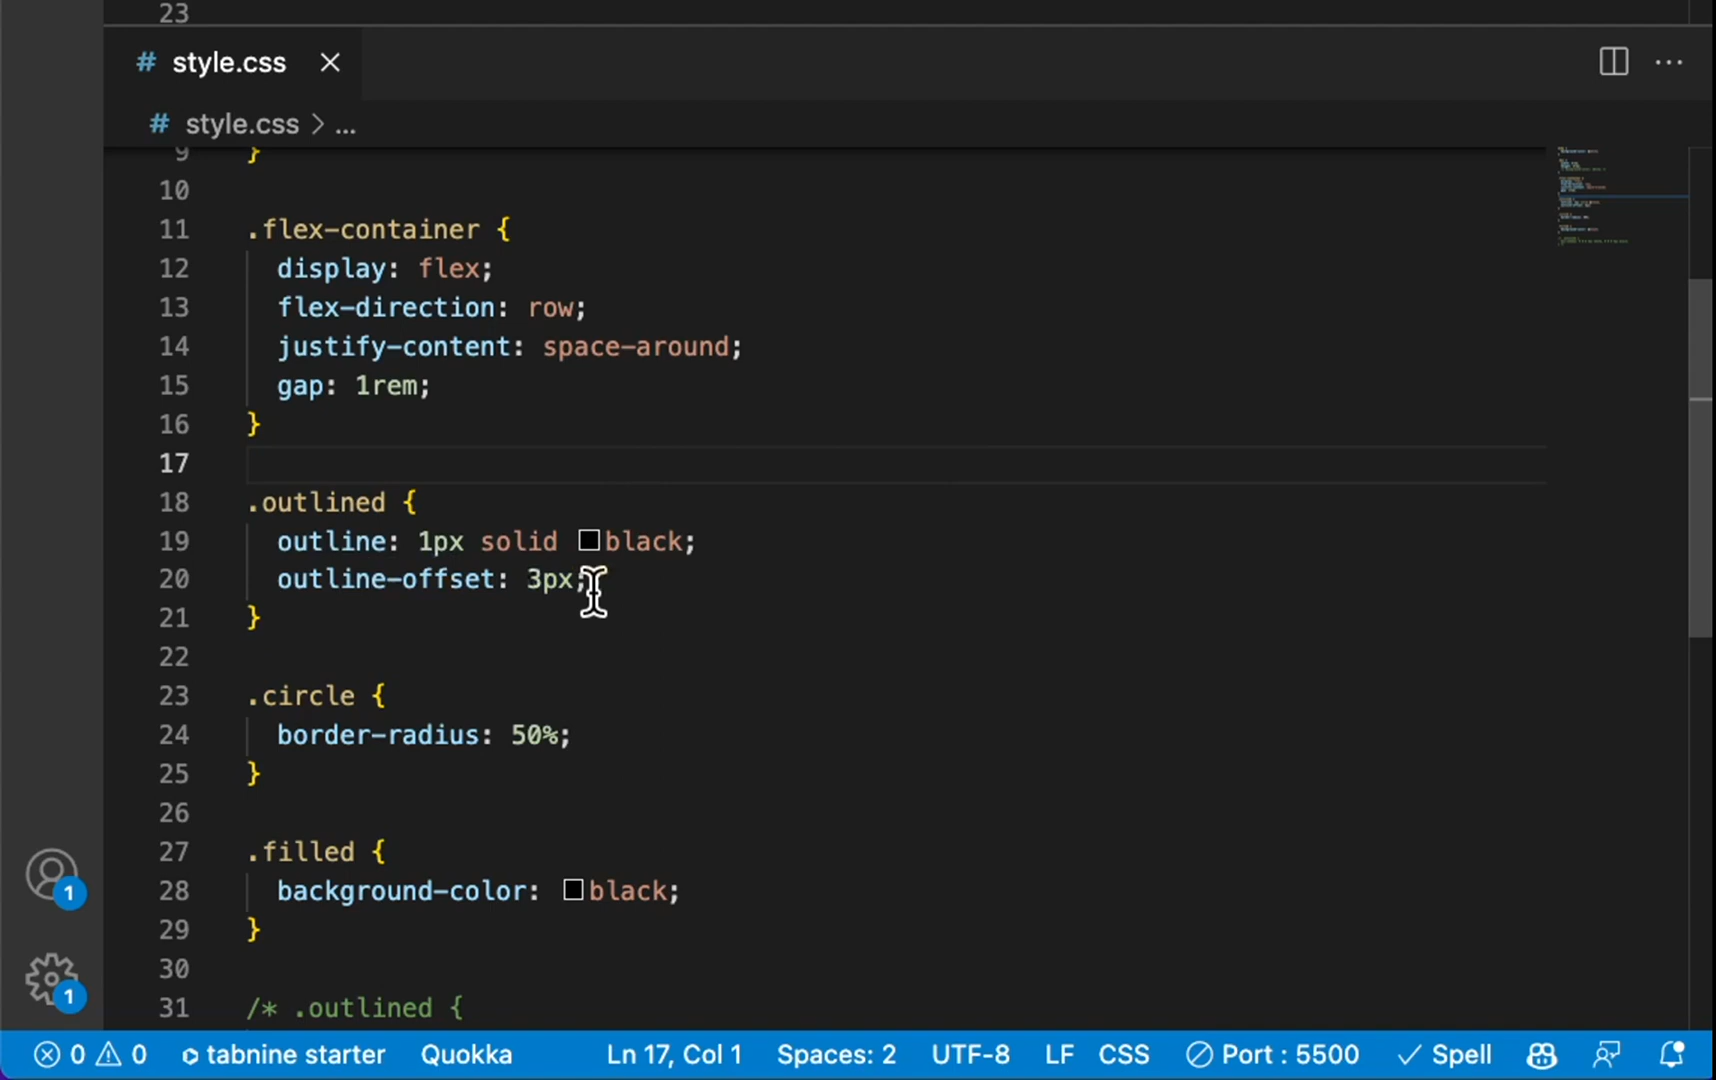 23
# style.css ×
# style.css > ...
9 }
10
11 .flex-container {
12 display: flex;
13 flex-direction: row;
14 justify-content: space-around;
15 gap: 1rem;
16 }
17
18 .outlined {
19 outline: 1px solid black;
20 outline-offset: 3px;
21 }
22
23 .circle {
24 border-radius: 50%;
25 }
26
27 .filled {
28 background-color: black;
29 }
30
31 /* .outlined {
1
1
0 0 tabnine starter Quokka Ln 17, Col 1 Spaces: 2 UTF-8 LF CSS Port : 5500 Spell